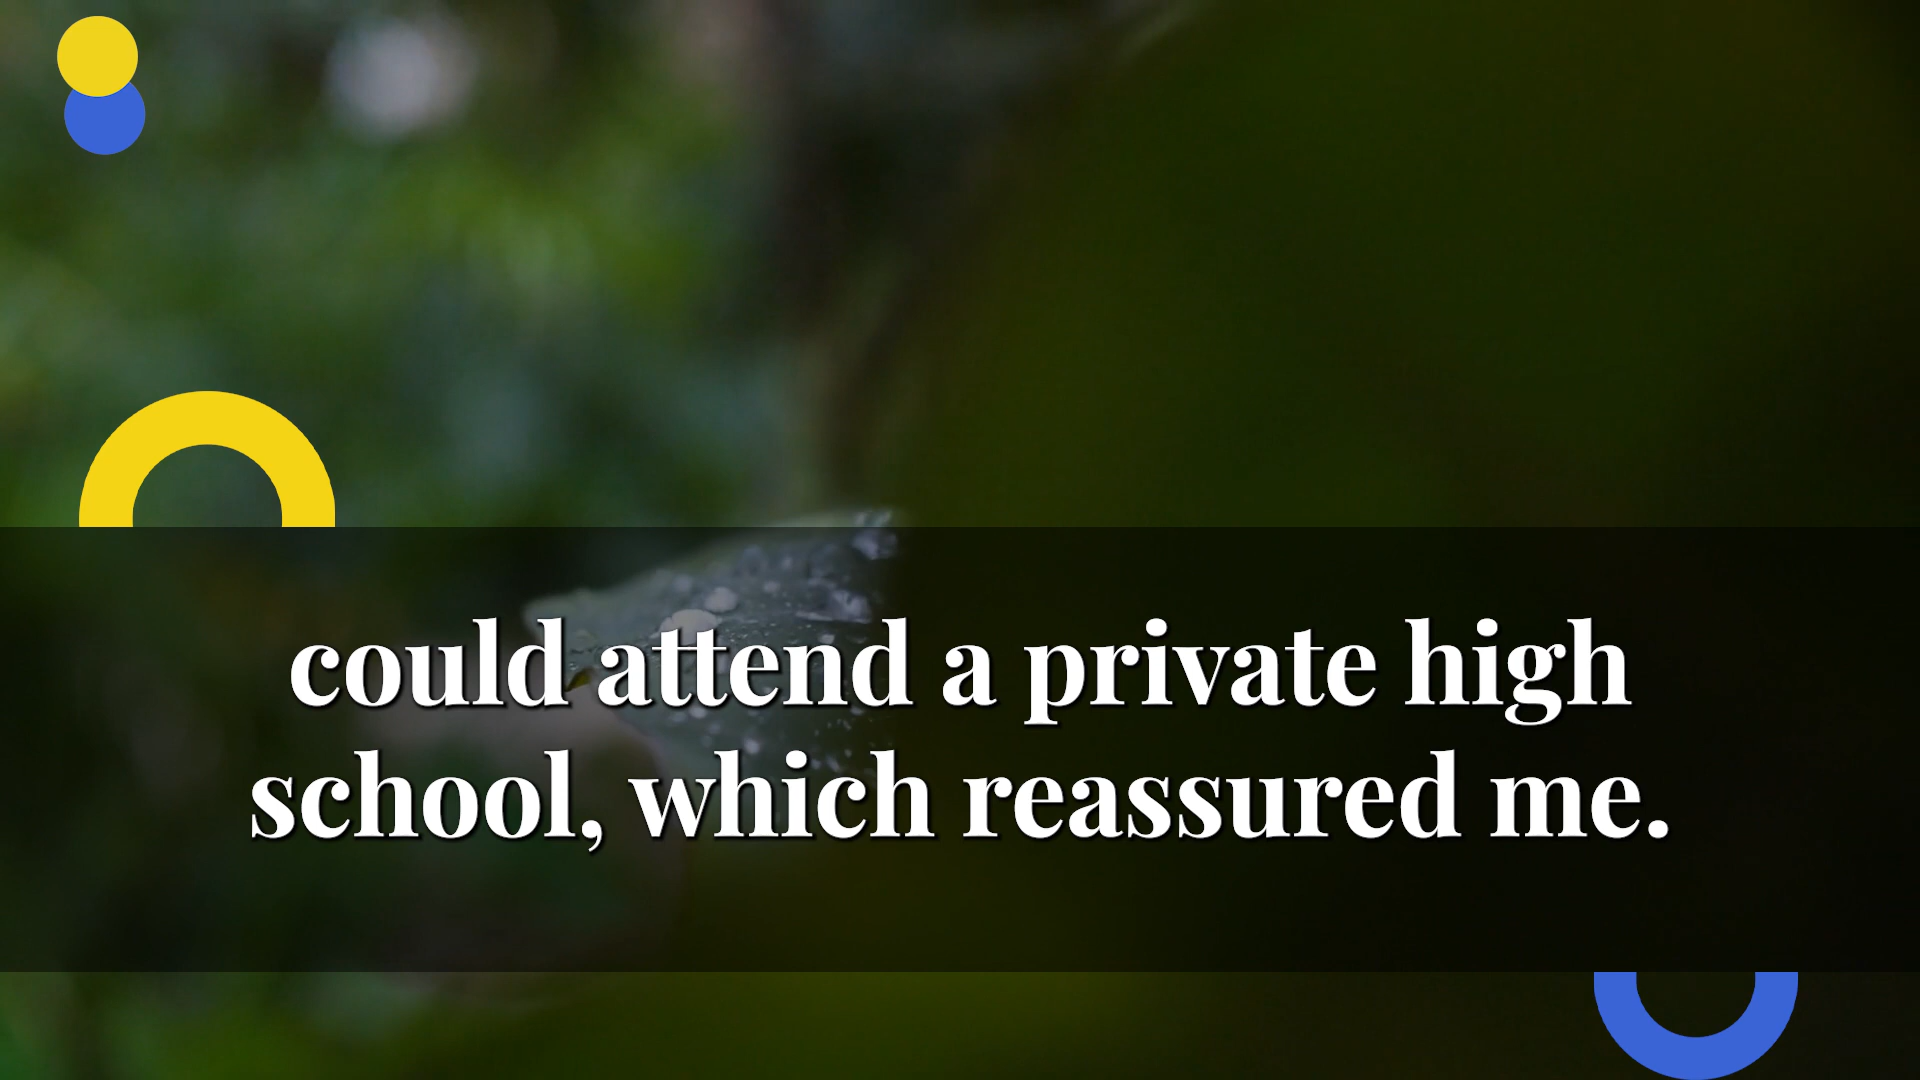 could attend a private high
school, which reassured me.